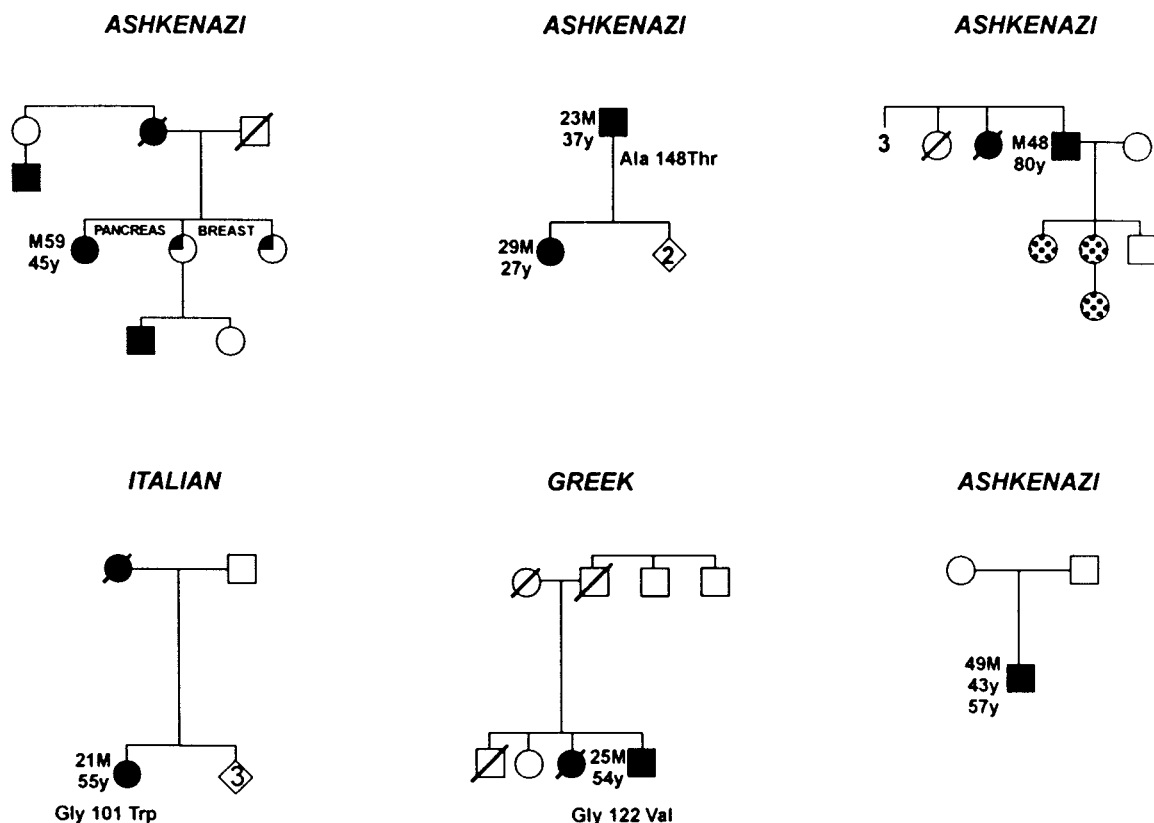 ASHKENAZI
ASHKENAZI
ASHKENAZI
23M
37y
Ala 148Thr
3
M48
80y
M59
45y
PANCREAS
BREAST
29M
27y
2
ITALIAN
GREEK
ASHKENAZI
49M
43y
57y
21M
55y
3
25M
54y
Gly 101 Trp
Gly 122 Val